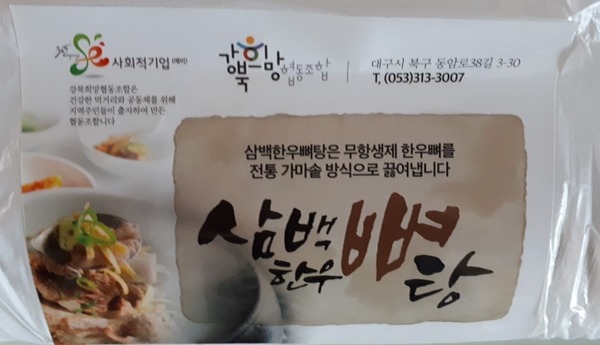 사회적기업 (예비)
강북희망협동조합은
건강한 먹거리와 공동체를 위해
지역주민들이 출자하여 만든
협동조합입니다
강북희망 협동조합
대구시 북구 동암로38길 3-30
T, (053)313-3007
삼백한우뼈탕은 무항생제 한우뼈를
전통 가마솥 방식으로 끓여냅니다
삼백한우뼈탕